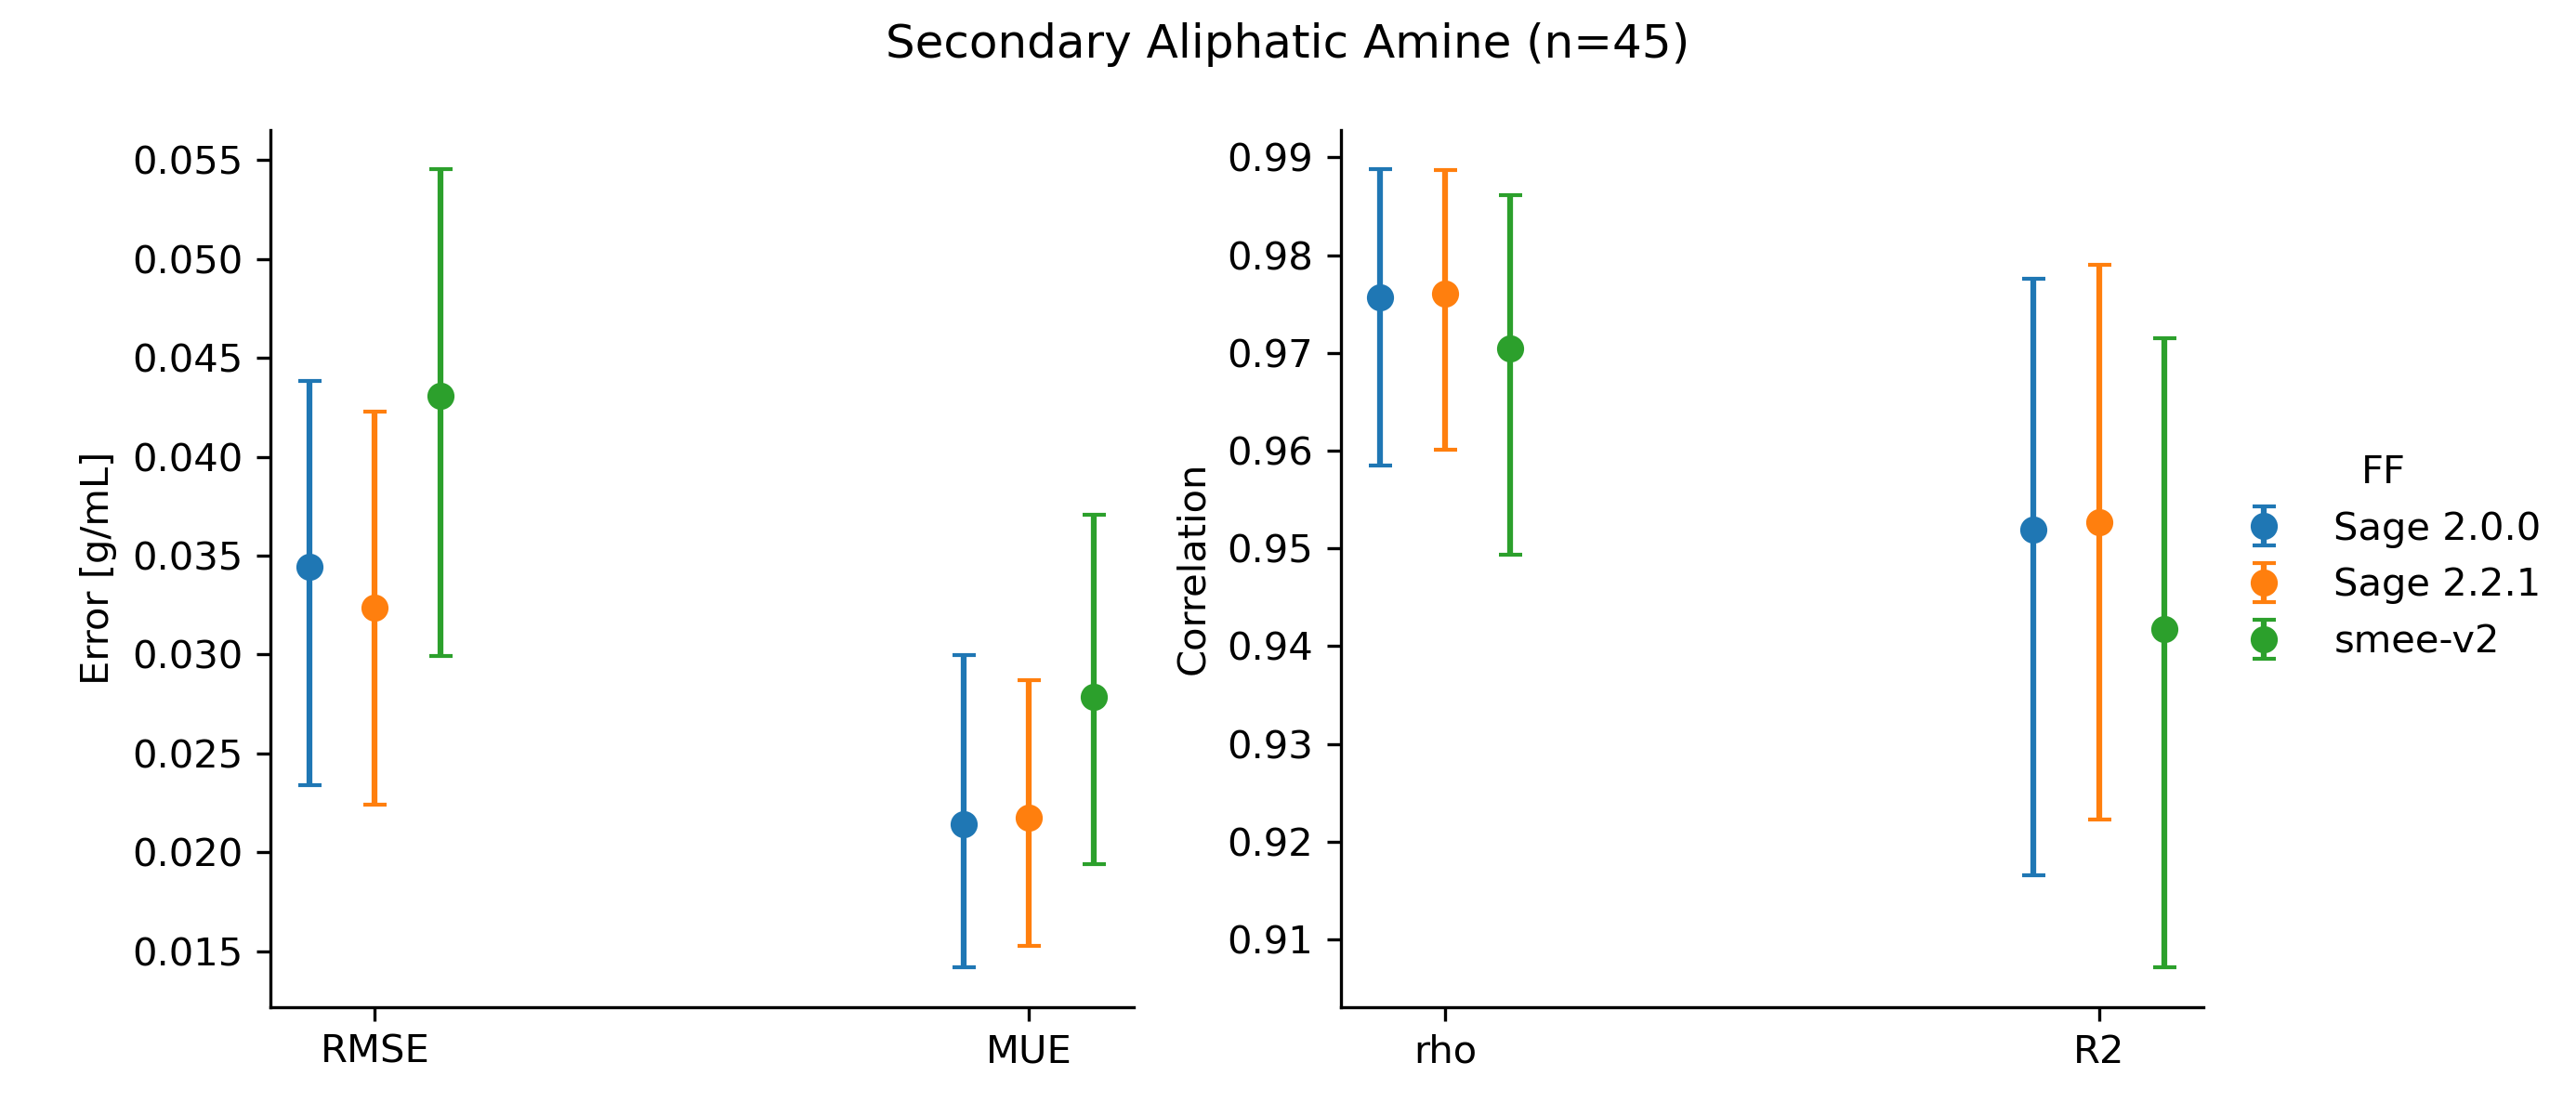 Secondary Aliphatic Amine (n=45)
Error [g/mL]
0.055
0.050
0.045
0.040
0.035
0.030
0.025
0.020
0.015
RMSE
MUE
Correlation
0.99
0.98
0.97
0.96
0.95
0.94
0.93
0.92
0.91
rho
R2
FF
Sage 2.0.0
Sage 2.2.1
smee-v2